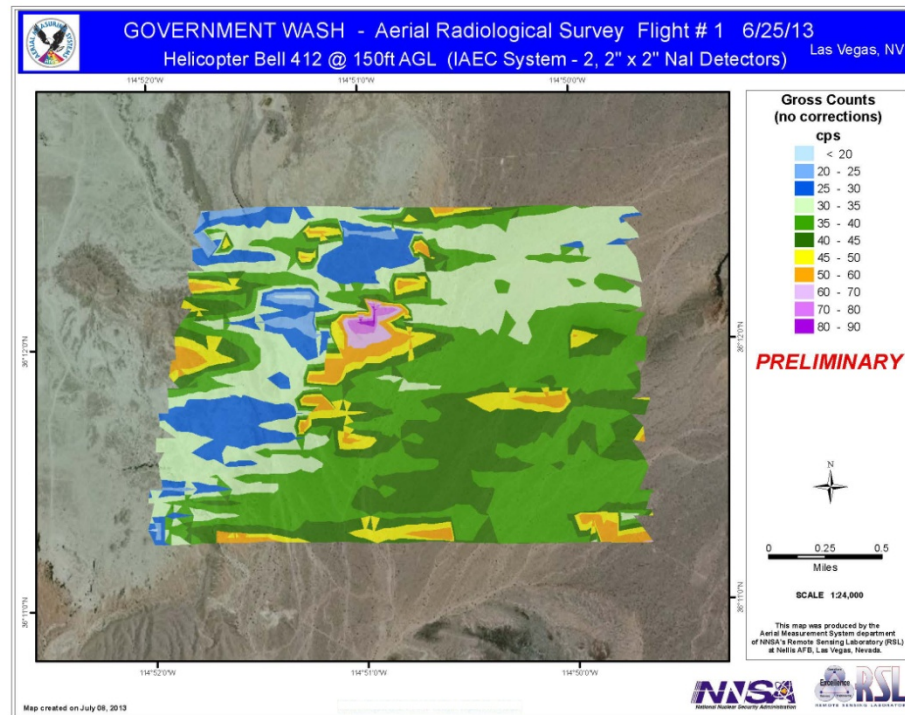 GOVERNMENT WASH - Aerial Radiological Survey Flight # 1 6/25/13
Helicopter Bell 412 @ 150ft AGL (IAEC System - 2, 2" x 2" NaI Detectors)
Las Vegas, NV
114°52'0"W 114°51'0"W 114°50'0"W
36°12'0"N
36°12'0"N
36°11'0"N
36°11'0"N
114°52'0"W 114°51'0"W 114°50'0"W
Gross Counts
(no corrections)
cps
< 20
20 - 25
25 - 30
30 - 35
35 - 40
40 - 45
45 - 50
50 - 60
60 - 70
70 - 80
80 - 90
PRELIMINARY
N
0 0.25 0.5
Miles
SCALE 1:24,000
This map was produced by the
Aerial Measurement System department
of NNSA's Remote Sensing Laboratory (RSL)
at Nellis AFB, Las Vegas, Nevada.
Map created on July 08, 2013
NNSA
National Nuclear Security Administration
Excellence
RSL
REMOTE SENSING LABORATORY